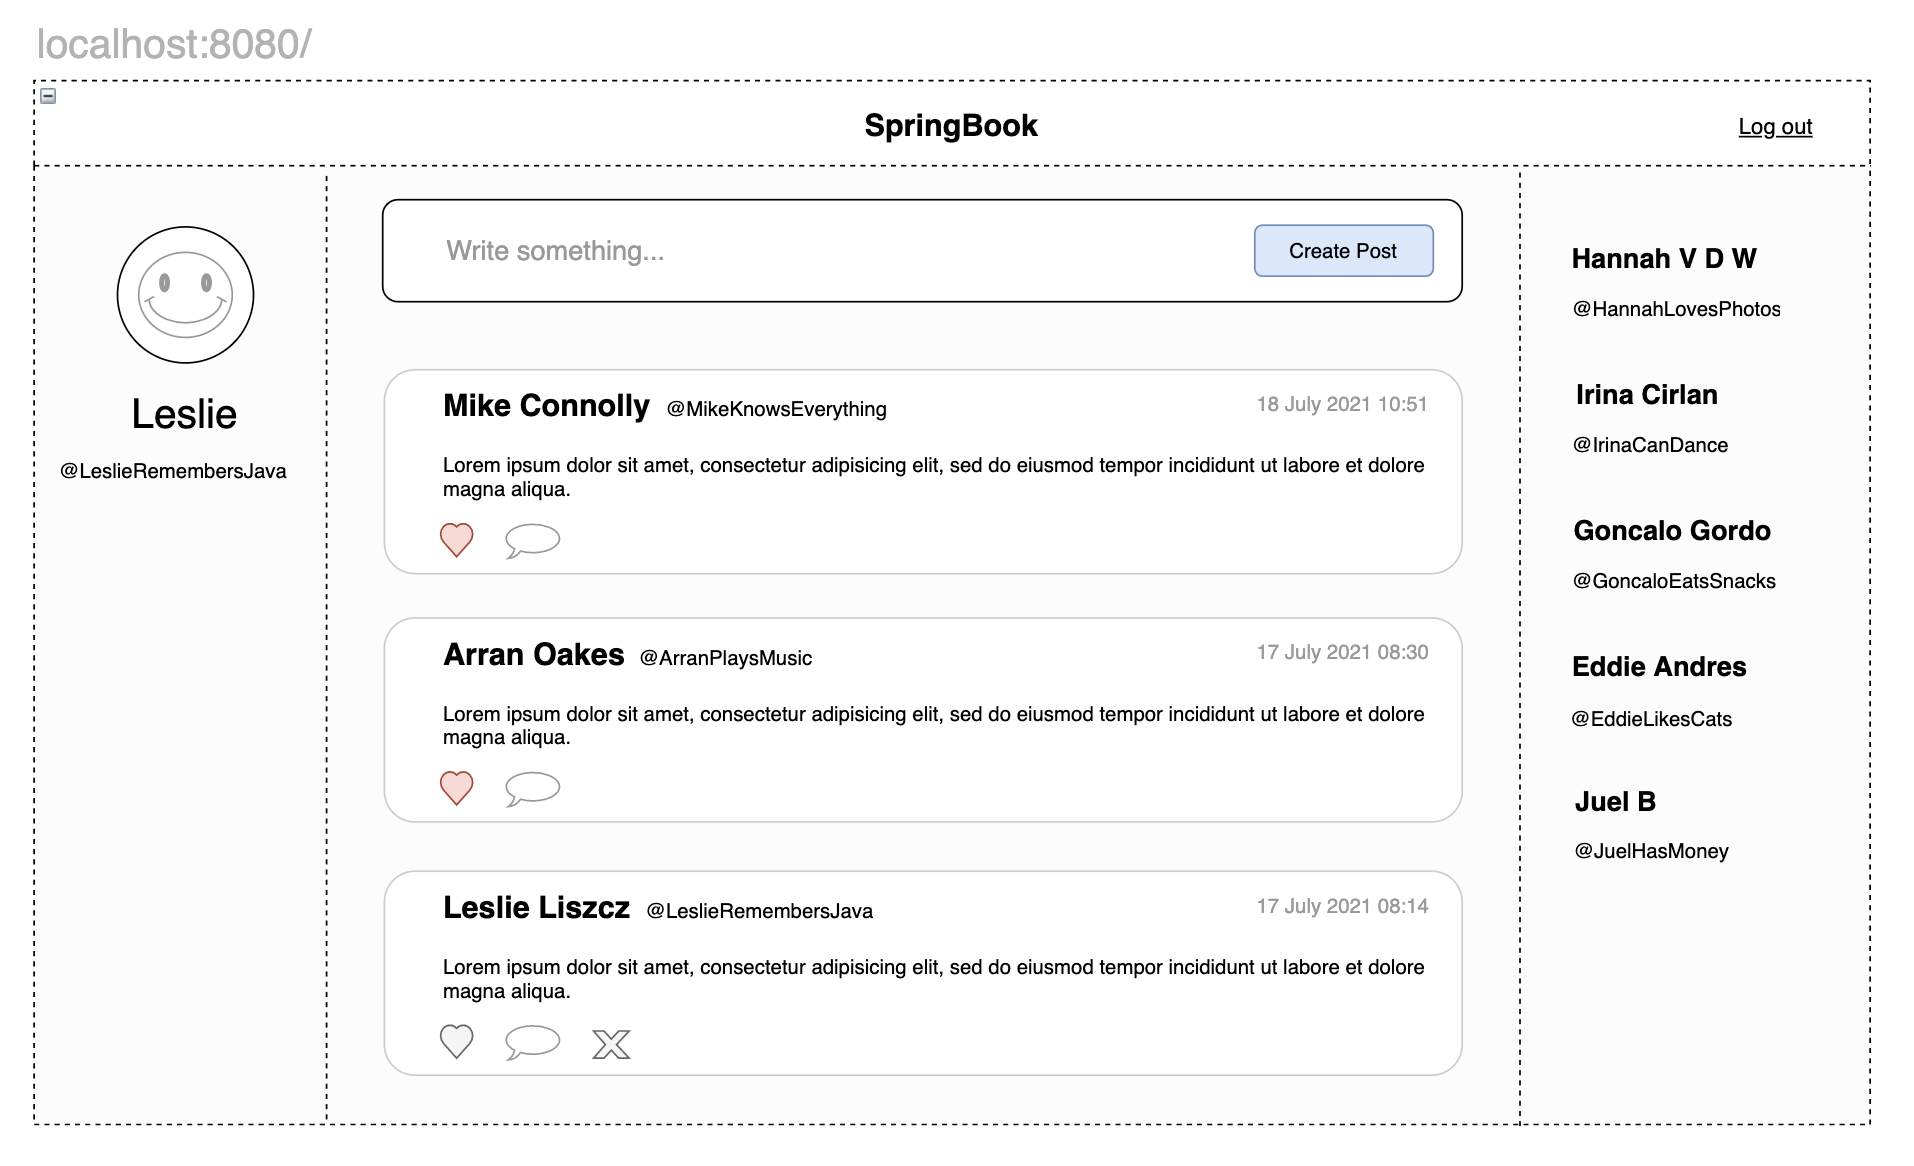 localhost:8080/
SpringBook
Log out
Leslie
@LeslieRemembersJava
Write something...
Create Post
Mike Connolly @MikeKnowsEverything
18 July 2021 10:51
Lorem ipsum dolor sit amet, consectetur adipisicing elit, sed do eiusmod tempor incididunt ut labore et dolore
magna aliqua.
Arran Oakes @ArranPlaysMusic
17 July 2021 08:30
Lorem ipsum dolor sit amet, consectetur adipisicing elit, sed do eiusmod tempor incididunt ut labore et dolore
magna aliqua.
Leslie Liszcz @LeslieRemembersJava
17 July 2021 08:14
Lorem ipsum dolor sit amet, consectetur adipisicing elit, sed do eiusmod tempor incididunt ut labore et dolore
magna aliqua.
Hannah V D W
@HannahLovesPhotos
Irina Cirlan
@IrinaCanDance
Goncalo Gordo
@GoncaloEatsSnacks
Eddie Andres
@EddieLikesCats
Juel B
@JuelHasMoney